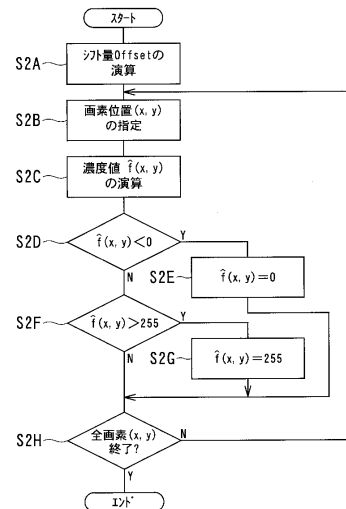 スタート
S2A
シフト量Offsetの
演算
S2B
画素位置(x, y)
の指定
S2C
濃度値 f̂(x, y)
の演算
S2D
f̂(x, y)<0
Y
N
S2E
f̂(x, y)=0
S2F
f̂(x, y)>255
Y
N
S2G
f̂(x, y)=255
S2H
全画素(x, y)
終了?
N
Y
エンド